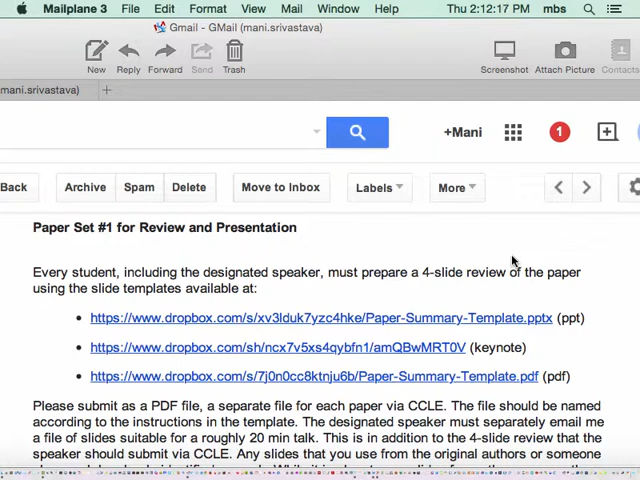 Mailplane 3 File Edit Format View Mail Window Help Thu 2:12:17 PM mbs
Gmail - GMail (mani.srivastava)
New Reply Forward Send Trash Screenshot Attach Picture Contacts
mani.srivastava) +
+Mani 1
Back Archive Spam Delete Move to Inbox Labels More
Paper Set #1 for Review and Presentation
Every student, including the designated speaker, must prepare a 4-slide review of the paper
using the slide templates available at:
• https://www.dropbox.com/s/xv3lduk7yzc4hke/Paper-Summary-Template.pptx (ppt)
• https://www.dropbox.com/sh/ncx7v5xs4qybfn1/amQBwMRT0V (keynote)
• https://www.dropbox.com/s/7j0n0cc8ktnju6b/Paper-Summary-Template.pdf (pdf)
Please submit as a PDF file, a separate file for each paper via CCLE. The file should be named
according to the instructions in the template. The designated speaker must separately email me
a file of slides suitable for a roughly 20 min talk. This is in addition to the 4-slide review that the
speaker should submit via CCLE. Any slides that you use from the original authors or someone